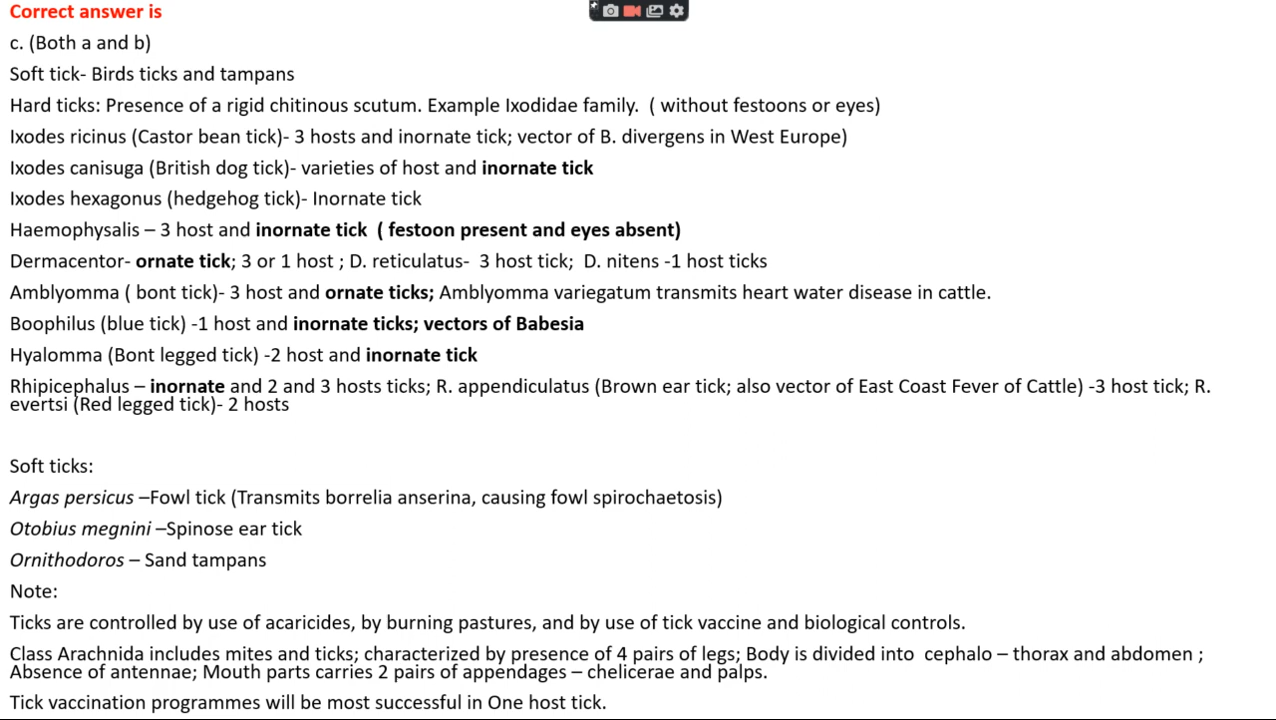 Correct answer is
c. (Both a and b)
Soft tick- Birds ticks and tampans
Hard ticks: Presence of a rigid chitinous scutum. Example Ixodidae family.  ( without festoons or eyes)
Ixodes ricinus (Castor bean tick)- 3 hosts and inornate tick; vector of B. divergens in West Europe)
Ixodes canisuga (British dog tick)- varieties of host and inornate tick
Ixodes hexagonus (hedgehog tick)- Inornate tick
Haemophysalis – 3 host and inornate tick  ( festoon present and eyes absent)
Dermacentor- ornate tick; 3 or 1 host ; D. reticulatus-  3 host tick;  D. nitens -1 host ticks
Amblyomma ( bont tick)- 3 host and ornate ticks; Amblyomma variegatum transmits heart water disease in cattle.
Boophilus (blue tick) -1 host and inornate ticks; vectors of Babesia
Hyalomma (Bont legged tick) -2 host and inornate tick
Rhipicephalus – inornate and 2 and 3 hosts ticks; R. appendiculatus (Brown ear tick; also vector of East Coast Fever of Cattle) -3 host tick; R.
evertsi (Red legged tick)- 2 hosts
Soft ticks:
Argas persicus –Fowl tick (Transmits borrelia anserina, causing fowl spirochaetosis)
Otobius megnini –Spinose ear tick
Ornithodoros – Sand tampans
Note:
Ticks are controlled by use of acaricides, by burning pastures, and by use of tick vaccine and biological controls.
Class Arachnida includes mites and ticks; characterized by presence of 4 pairs of legs; Body is divided into  cephalo – thorax and abdomen ;
Absence of antennae; Mouth parts carries 2 pairs of appendages – chelicerae and palps.
Tick vaccination programmes will be most successful in One host tick.